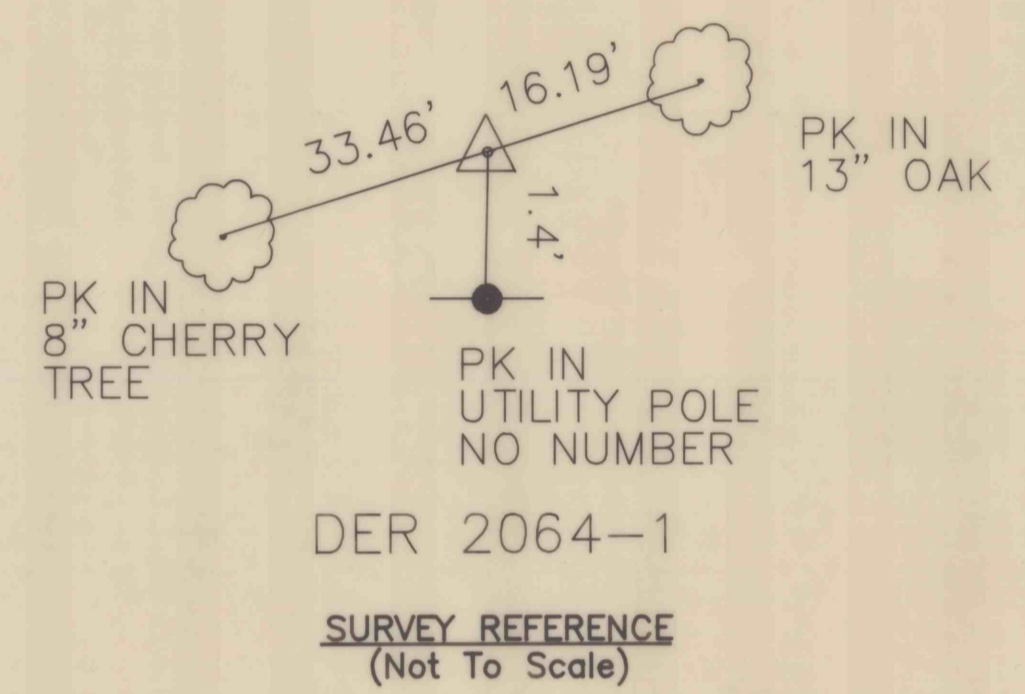 33.46'
16.19'
PK IN
13" OAK
1.4'
PK IN
8" CHERRY
TREE
PK IN
UTILITY POLE
NO NUMBER
DER 2064-1
SURVEY REFERENCE
(Not To Scale)